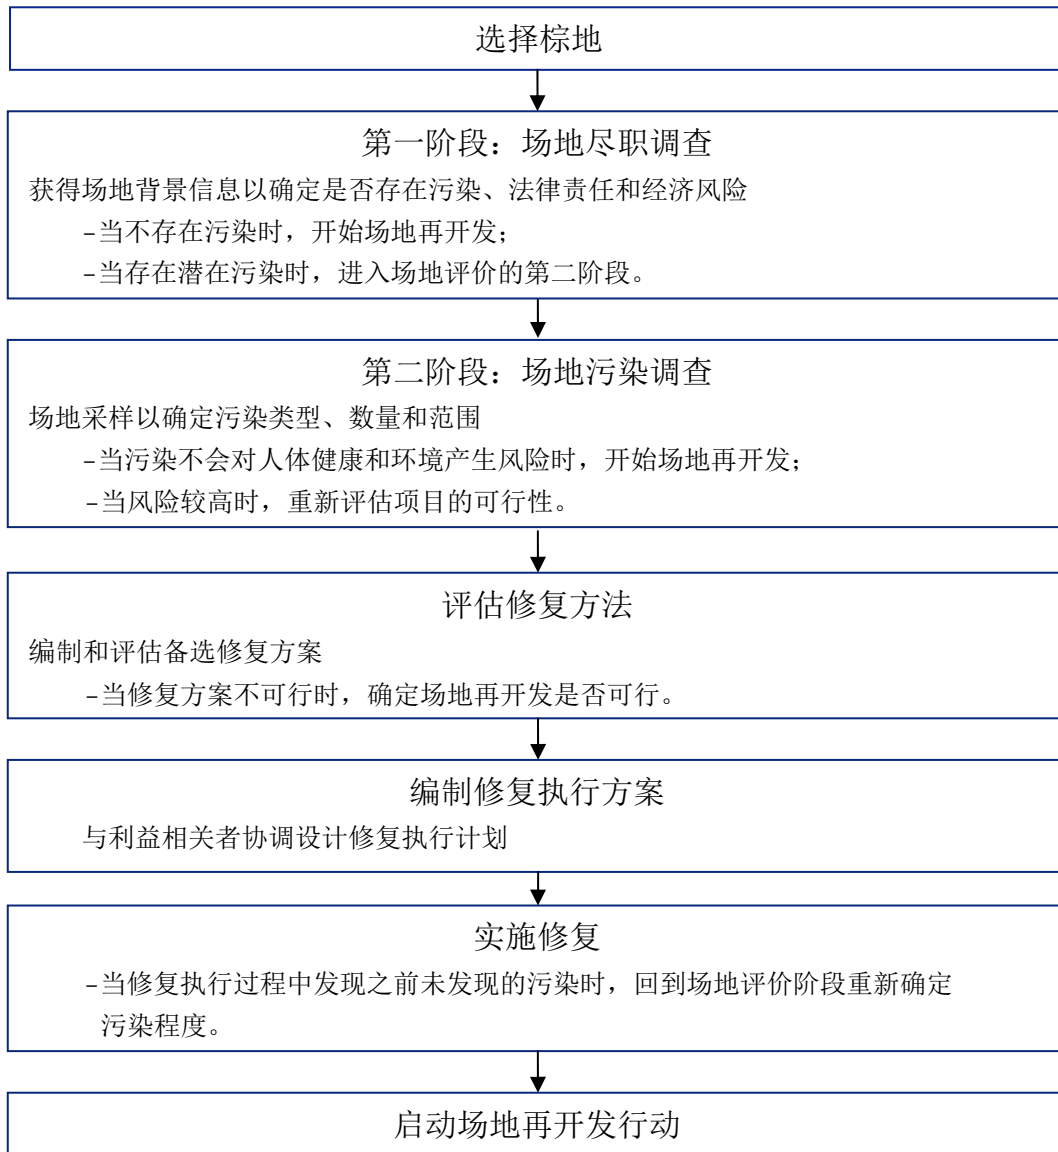 选择棕地
第一阶段：场地尽职调查
获得场地背景信息以确定是否存在污染、法律责任和经济风险
–当不存在污染时，开始场地再开发；
–当存在潜在污染时，进入场地评价的第二阶段。
第二阶段：场地污染调查
场地采样以确定污染类型、数量和范围
–当污染不会对人体健康和环境产生风险时，开始场地再开发；
–当风险较高时，重新评估项目的可行性。
评估修复方法
编制和评估备选修复方案
–当修复方案不可行时，确定场地再开发是否可行。
编制修复执行方案
与利益相关者协调设计修复执行计划
实施修复
–当修复执行过程中发现之前未发现的污染时，回到场地评价阶段重新确定
污染程度。
启动场地再开发行动